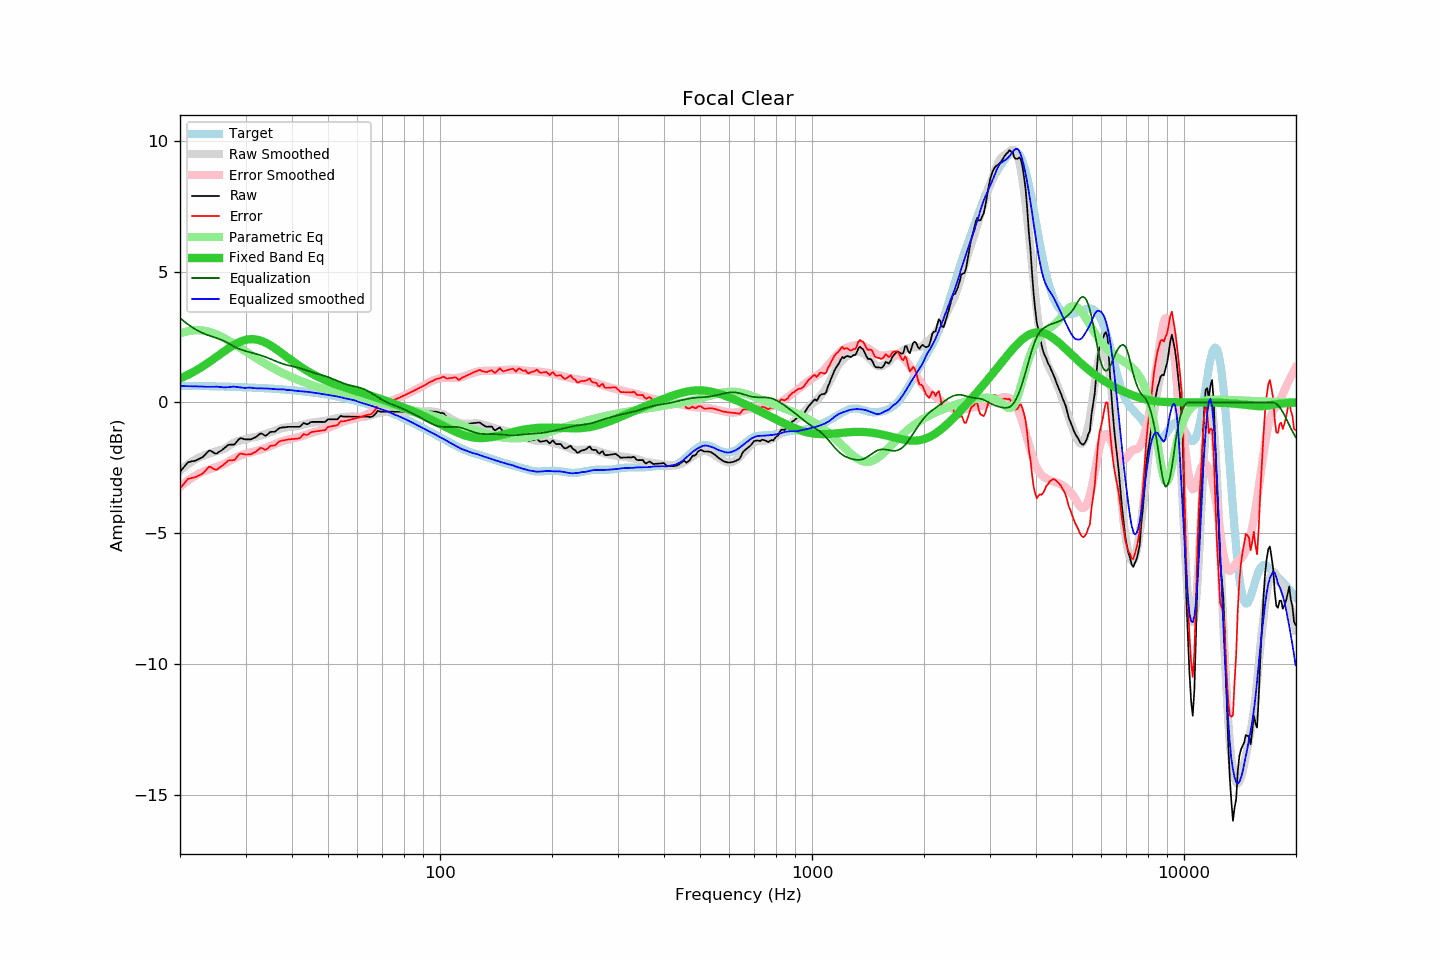 Focal Clear
Target
Raw Smoothed
Error Smoothed
Raw
Error
Parametric Eq
Fixed Band Eq
Equalization
Equalized smoothed
10
5
0
−5
−10
−15
Amplitude (dBr)
100
1000
10000
Frequency (Hz)